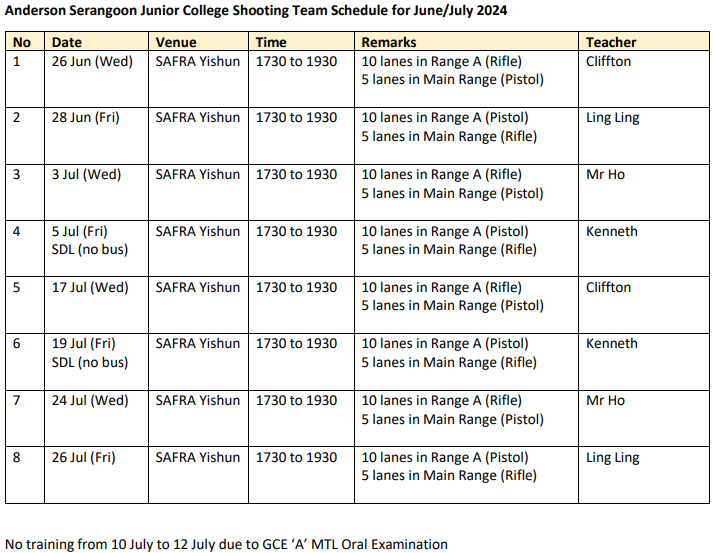 Anderson Serangoon Junior College Shooting Team Schedule for June/July 2024
No Date Venue Time Remarks Teacher
1 26 Jun (Wed) SAFRA Yishun 1730 to 1930 10 lanes in Range A (Rifle) Cliffton
5 lanes in Main Range (Pistol)
2 28 Jun (Fri) SAFRA Yishun 1730 to 1930 10 lanes in Range A (Pistol) Ling Ling
5 lanes in Main Range (Rifle)
3 3 Jul (Wed) SAFRA Yishun 1730 to 1930 10 lanes in Range A (Rifle) Mr Ho
5 lanes in Main Range (Pistol)
4 5 Jul (Fri) SAFRA Yishun 1730 to 1930 10 lanes in Range A (Pistol) Kenneth
SDL (no bus) 5 lanes in Main Range (Rifle)
5 17 Jul (Wed) SAFRA Yishun 1730 to 1930 10 lanes in Range A (Rifle) Cliffton
5 lanes in Main Range (Pistol)
6 19 Jul (Fri) SAFRA Yishun 1730 to 1930 10 lanes in Range A (Pistol) Kenneth
SDL (no bus) 5 lanes in Main Range (Rifle)
7 24 Jul (Wed) SAFRA Yishun 1730 to 1930 10 lanes in Range A (Rifle) Mr Ho
5 lanes in Main Range (Pistol)
8 26 Jul (Fri) SAFRA Yishun 1730 to 1930 10 lanes in Range A (Pistol) Ling Ling
5 lanes in Main Range (Rifle)
No training from 10 July to 12 July due to GCE ‘A’ MTL Oral Examination